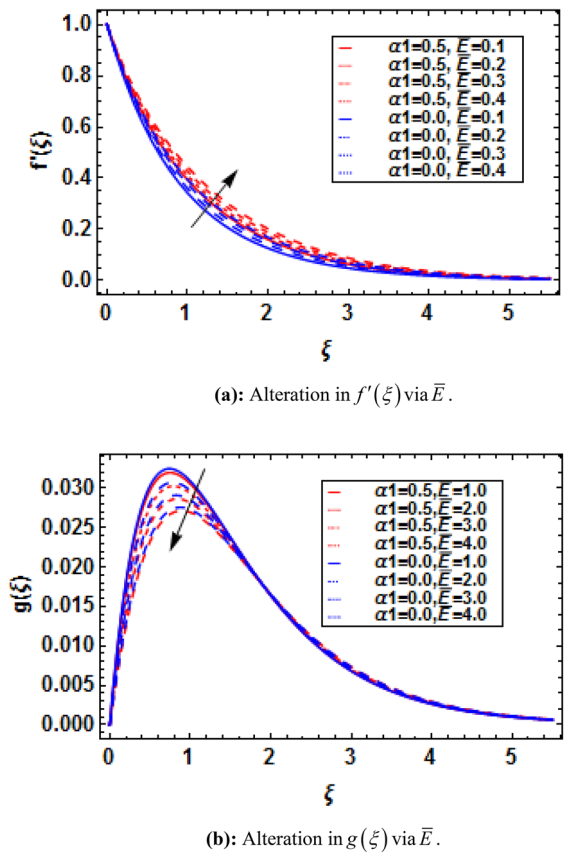 1.0
0.8
0.6
0.4
0.2
0.0
f'(ξ)
α1=0.5, E̅=0.1
α1=0.5, E̅=0.2
α1=0.5, E̅=0.3
α1=0.5, E̅=0.4
α1=0.0, E̅=0.1
α1=0.0, E̅=0.2
α1=0.0, E̅=0.3
α1=0.0, E̅=0.4
0 1 2 3 4 5
ξ
(a): Alteration in f′(ξ) via E̅ .
0.030
0.025
0.020
0.015
0.010
0.005
0.000
g(ξ)
α1=0.5,E̅=1.0
α1=0.5,E̅=2.0
α1=0.5,E̅=3.0
α1=0.5,E̅=4.0
α1=0.0,E̅=1.0
α1=0.0,E̅=2.0
α1=0.0,E̅=3.0
α1=0.0,E̅=4.0
0 1 2 3 4 5
ξ
(b): Alteration in g(ξ) via E̅ .